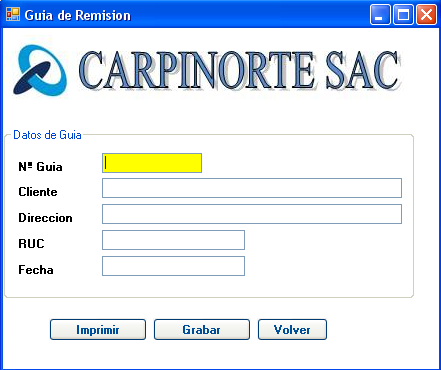 Guia de Remision
CARPINORTE SAC
Datos de Guia
Nº Guia
Cliente
Direccion
RUC
Fecha
Imprimir Grabar Volver